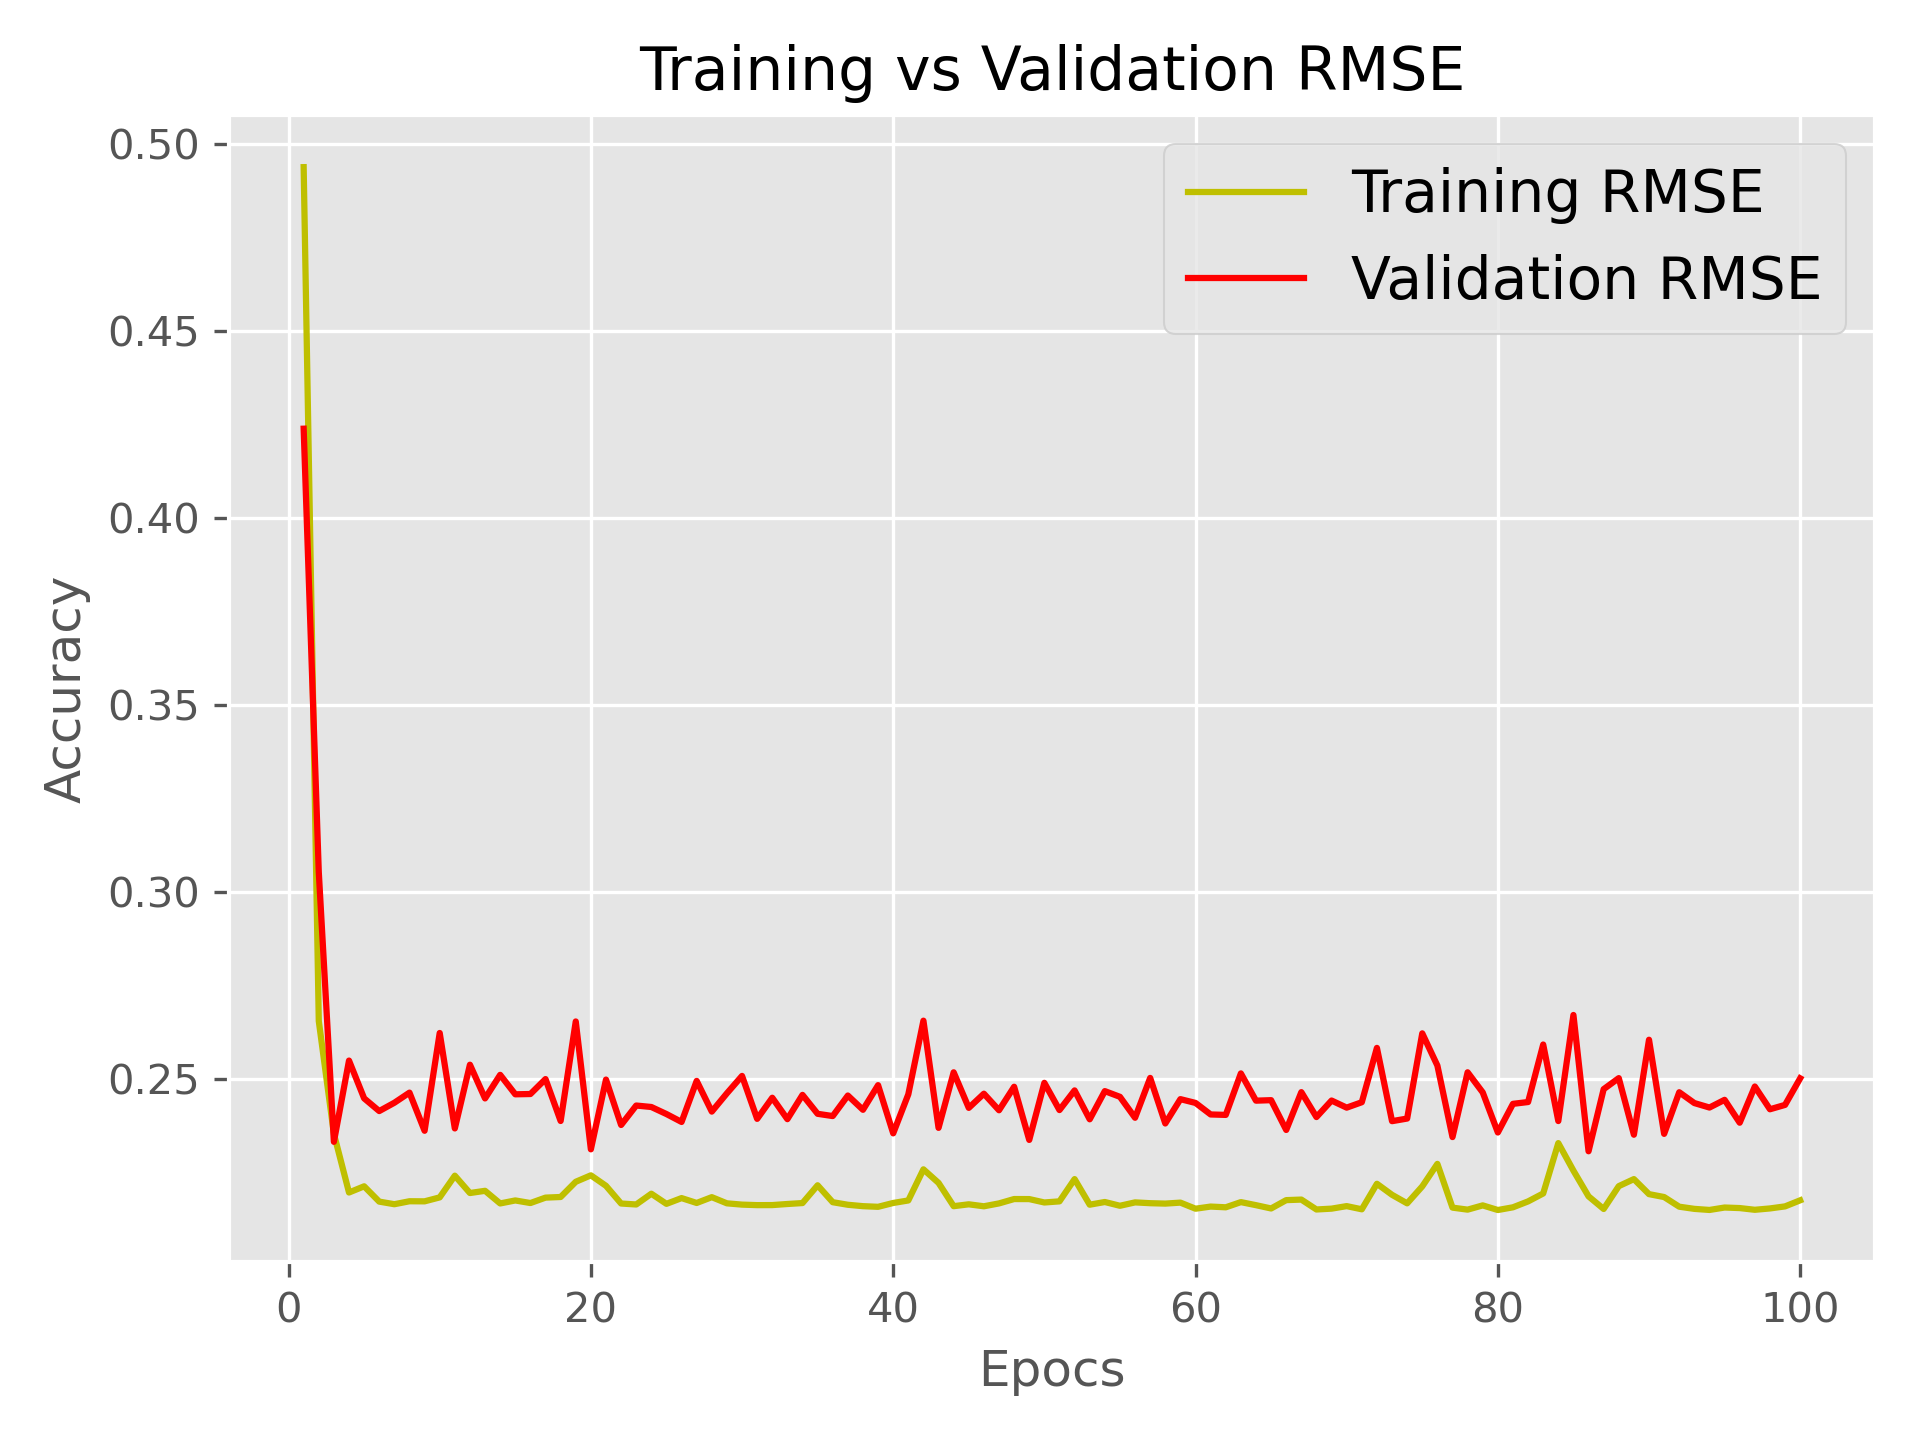 Training vs Validation RMSE
0.50
0.45
0.40
0.35
0.30
0.25
Accuracy
Training RMSE
Validation RMSE
0 20 40 60 80 100
Epocs